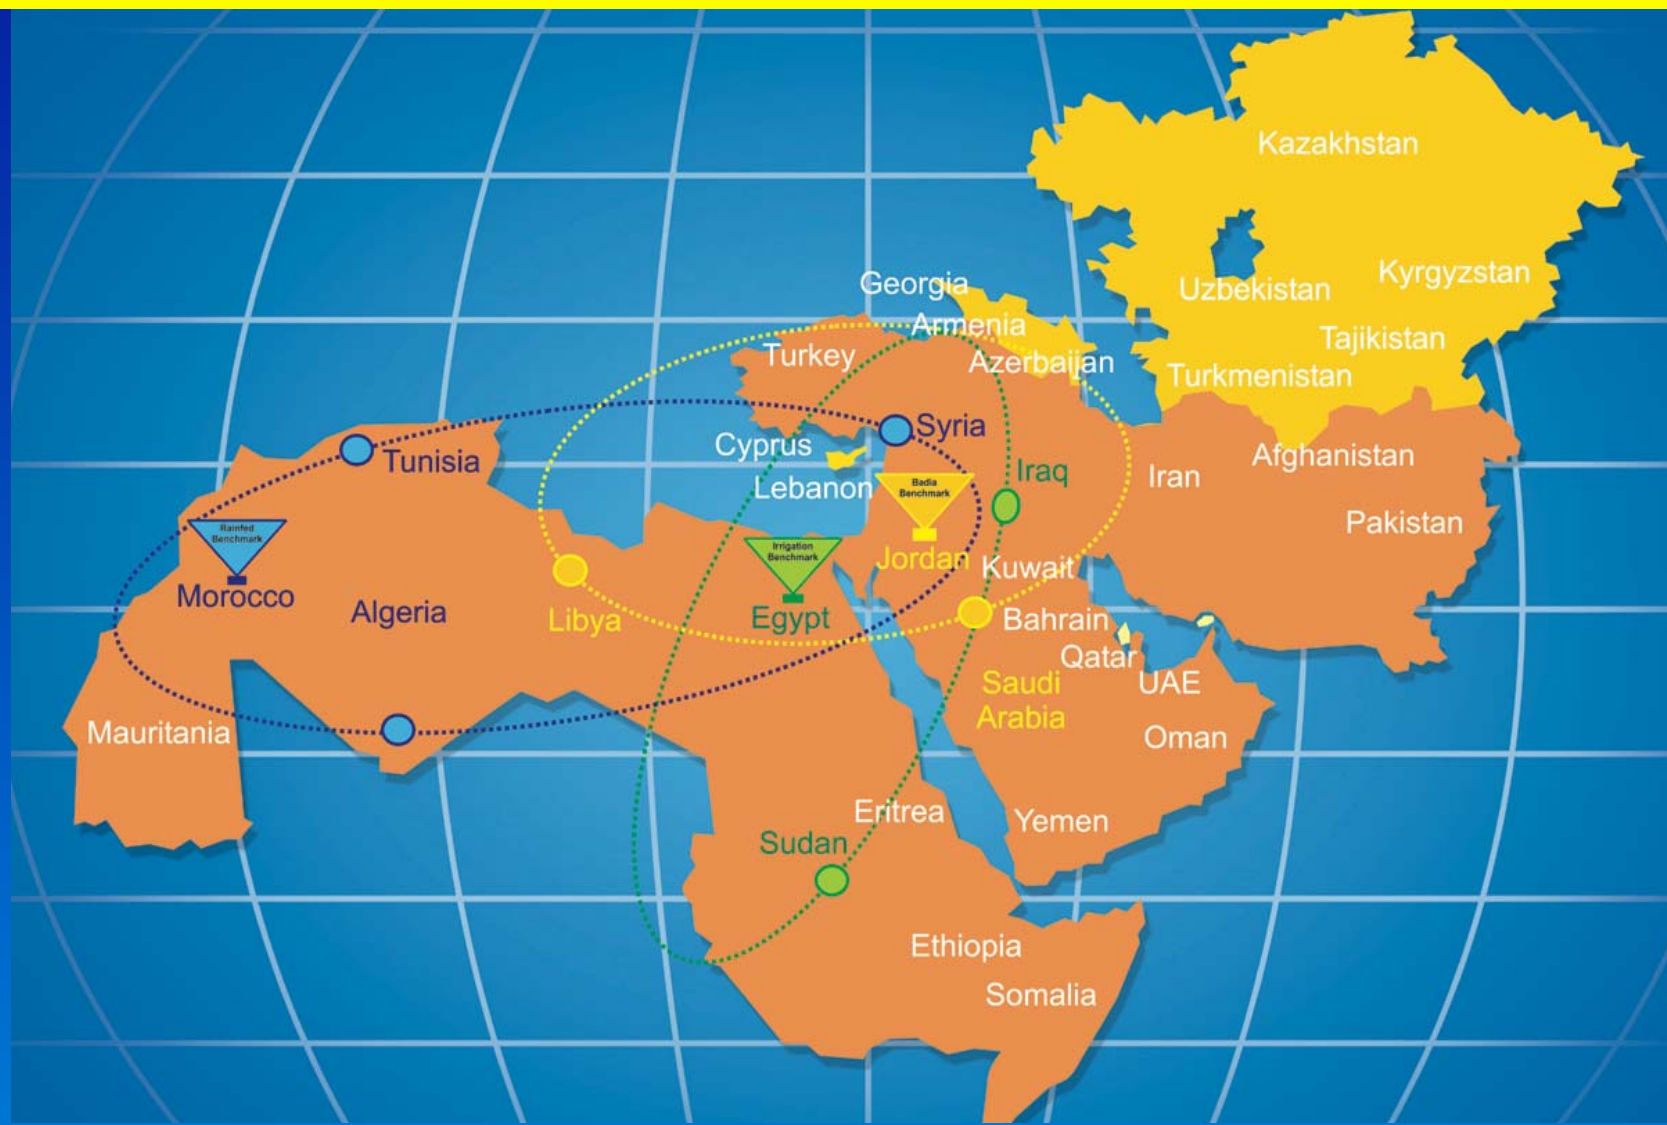 Kazakhstan
Kyrgyzstan
Georgia
Uzbekistan
Armenia
Tajikistan
Turkey
Azerbaijan
Turkmenistan
Syria
Cyprus
Tunisia
Iraq
Afghanistan
Iran
Lebanon
Badia
Benchmark
Pakistan
Rainfed
Benchmark
Irrigation
Benchmark
Jordan
Kuwait
Morocco
Algeria
Libya
Egypt
Bahrain
Qatar
Saudi
Arabia
UAE
Mauritania
Oman
Eritrea
Yemen
Sudan
Ethiopia
Somalia